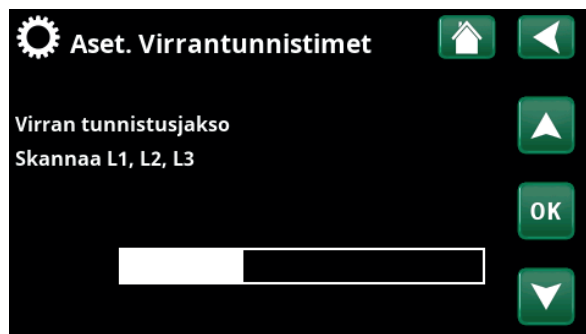 Aset. Virrantunnistimet
Virran tunnistusjakso
Skannaa L1, L2, L3
OK